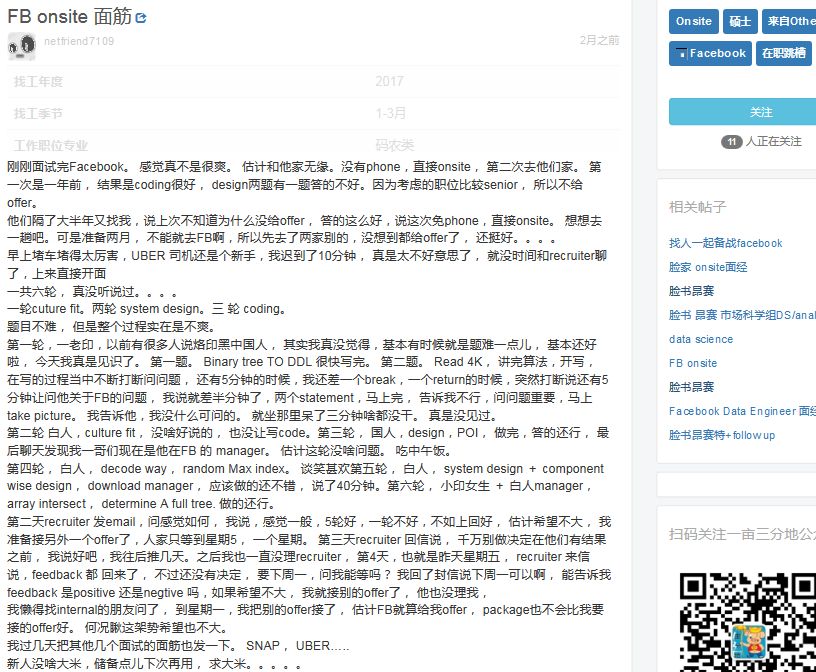 FB onsite 面筋
netfriend7109
2月之前
找工年度
2017
找工季节
1-3月
工作职位专业
码农类
刚刚面试完Facebook。 感觉真不是很爽。 估计和他家无缘。没有phone，直接onsite， 第二次去他们家。 第
一次是一年前， 结果是coding很好， design两题有一题答的不好。因为考虑的职位比较senior， 所以不给
offer。
他们隔了大半年又找我，说上次不知道为什么没给offer， 答的这么好，说这次免phone，直接onsite。 想想去
一趟吧。可是准备两月， 不能就去FB啊，所以先去了两家别的，没想到都给offer了， 还挺好。。。。
早上堵车堵得太厉害，UBER 司机还是个新手，我迟到了10分钟， 真是太不好意思了， 就没时间和recruiter聊
了，上来直接开面
一共六轮， 真没听说过。。。。
一轮cuture fit。两轮 system design。三 轮 coding。
题目不难， 但是整个过程实在是不爽。
第一轮，一老印，以前有很多人说烙印黑中国人， 其实我真没觉得，基本有时候就是题难一点儿， 基本还好
啦， 今天我真是见识了。 第一题。 Binary tree TO DDL 很快写完。 第二题。 Read 4K， 讲完算法，开写，
在写的过程当中不断打断问问题， 还有5分钟的时候，我还差一个break，一个return的时候，突然打断说还有5
分钟让问他关于FB的问题， 我说就差半分钟了，两个statement，马上完， 告诉我不行，问问题重要，马上
take picture。 我告诉他，我没什么可问的。 就坐那里呆了三分钟啥都没干。 真是没见过。
第二轮 白人，culture fit， 没啥好说的， 也没让写code。第三轮， 国人，design，POI， 做完，答的还行， 最
后聊天发现我一哥们现在是他在FB 的 manager。 估计这轮没啥问题。 吃中午饭。
第四轮， 白人， decode way， random Max index。 谈笑甚欢第五轮， 白人， system design + component
wise design， download manager， 应该做的还不错， 说了40分钟。第六轮， 小印女生 + 白人manager，
array intersect， determine A full tree. 做的还行。
第二天recruiter 发email，问感觉如何， 我说，感觉一般，5轮好，一轮不好，不如上回好， 估计希望不大， 我
准备接另外一个offer了，人家只等到星期5， 一个星期。 第三天recruiter 回信说， 千万别做决定在他们有结果
之前， 我说好吧，我往后推几天。之后我也一直没理recruiter， 第4天，也就是昨天星期五， recruiter 来信
说，feedback 都 回来了， 不过还没有决定， 要下周一，问我能等吗？ 我回了封信说下周一可以啊， 能告诉我
feedback 是positive 还是negtive 吗，如果希望不大， 我就接别的offer了， 他也没理我，
我懒得找internal的朋友问了， 到星期一，我把别的offer接了， 估计FB就算给我offer， package也不会比我要
接的offer好。 何况瞅这架势希望也不大。
我过几天把其他几个面试的面筋也发一下。 SNAP， UBER…..
新人没啥大米，储备点儿下次再用， 求大米。。。。。
Onsite 硕士 来自Othe
Facebook 在职跳槽
关注
11 人正在关注
相关帖子
找人一起备战facebook
脸家 onsite面经
脸书 昂赛
脸书 昂赛 市场科学组DS/anal
data science
FB onsite
脸书昂赛
Facebook Data Engineer 面经
脸书昂赛特+follow up
扫码关注一亩三分地公